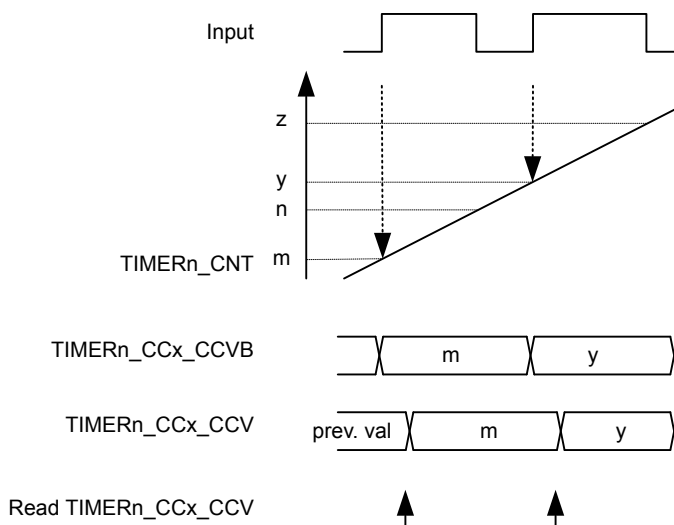 Input
z
y
n
TIMERn_CNT m
TIMERn_CCx_CCVB m y
TIMERn_CCx_CCV prev. val m y
Read TIMERn_CCx_CCV